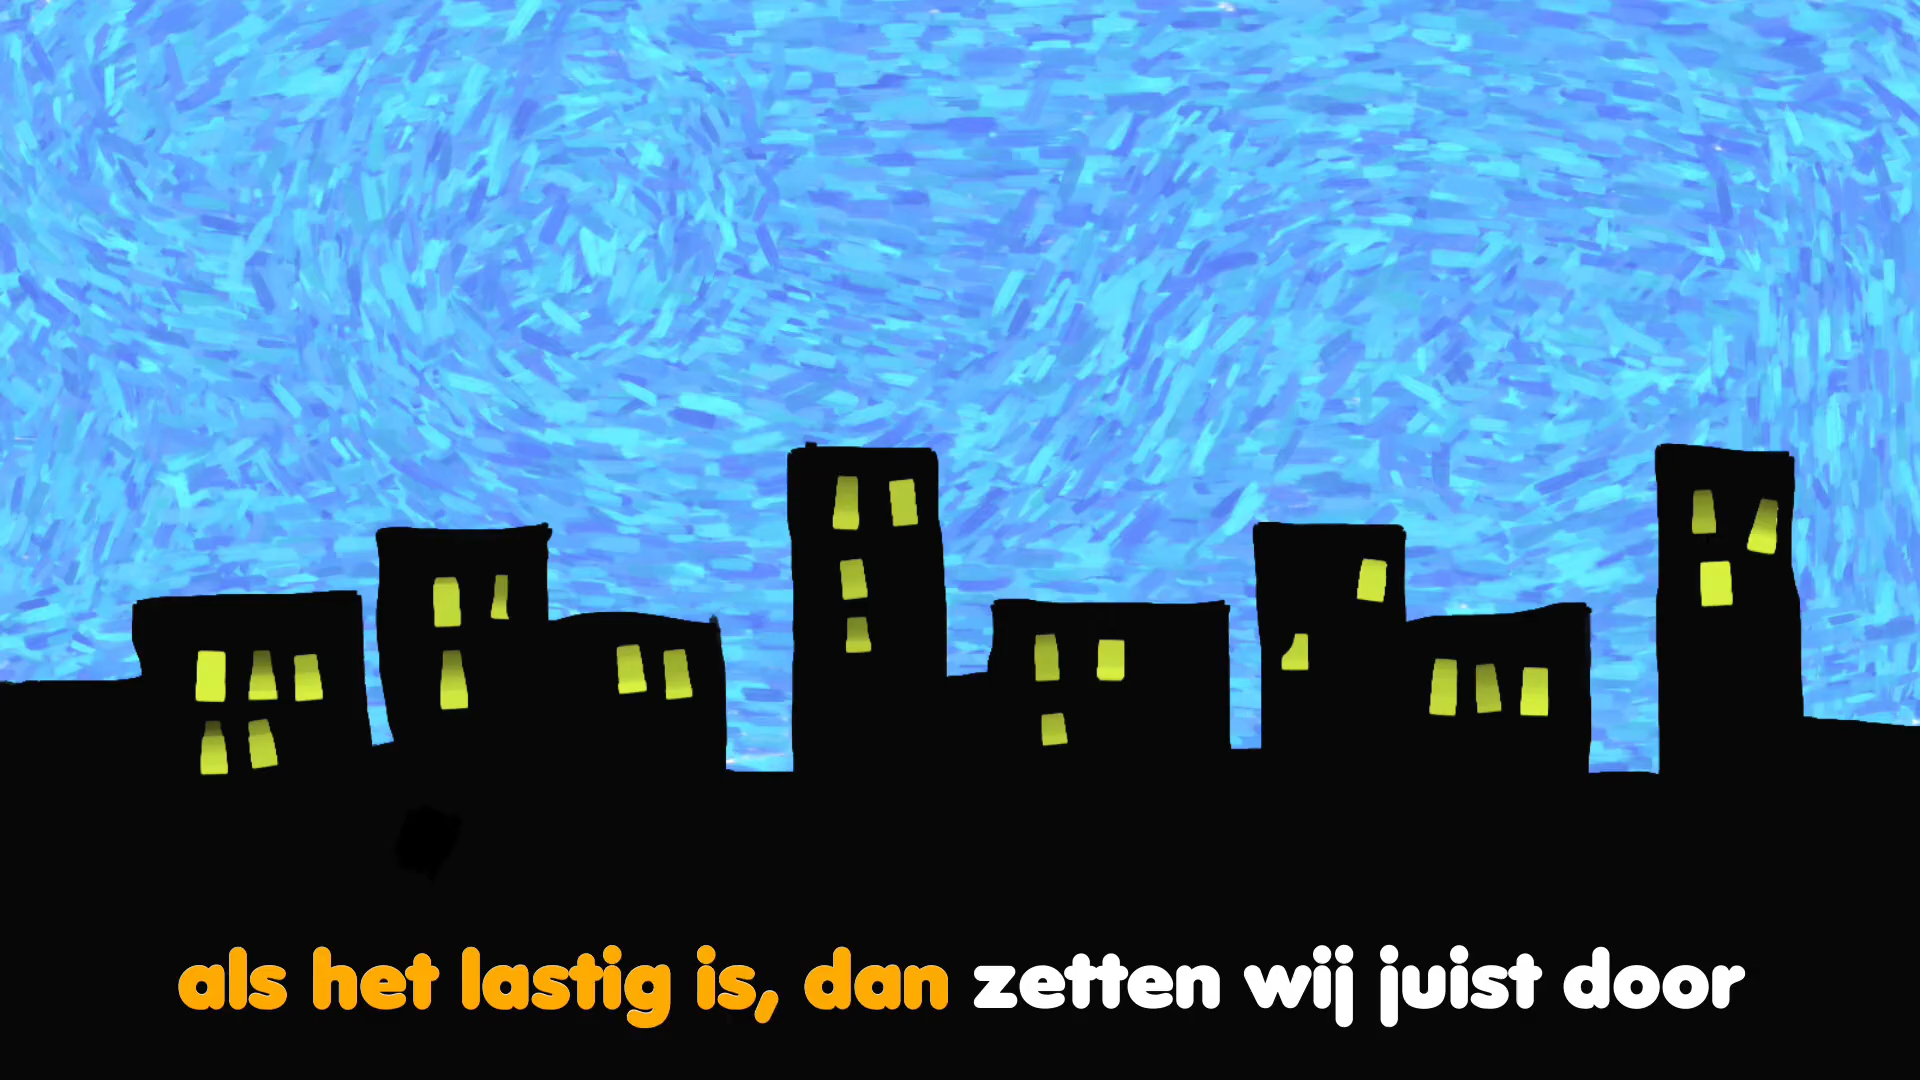 als het lastig is, dan zetten wij juist door